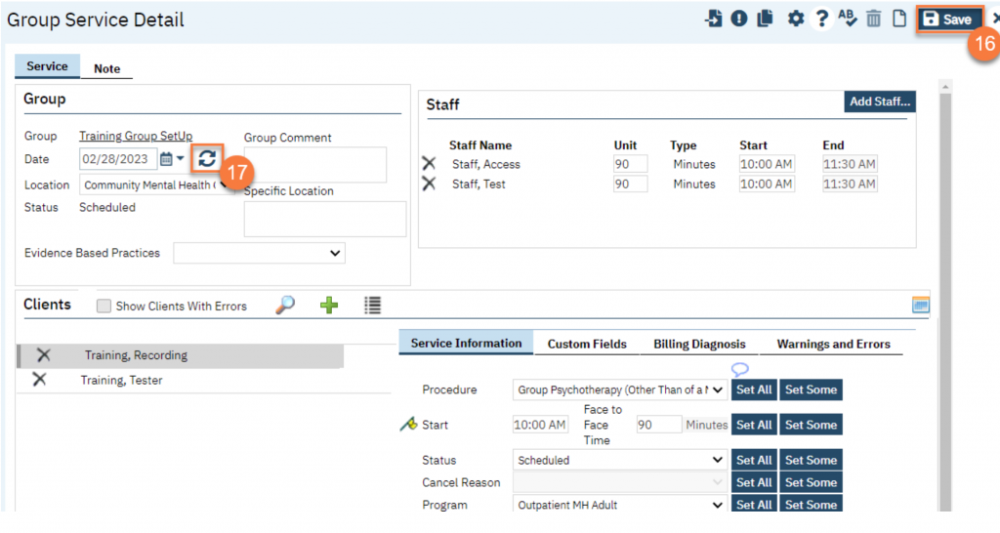 Group Service Detail
? AB Save
16
Service Note
Group
Group Training Group SetUp Group Comment
Date 02/28/2023
17
Location Community Mental Health (
Specific Location
Status Scheduled
Evidence Based Practices
Staff Add Staff...
Staff Name Unit Type Start End
Staff, Access 90 Minutes 10:00 AM 11:30 AM
Staff, Test 90 Minutes 10:00 AM 11:30 AM
Clients Show Clients With Errors
Training, Recording
Training, Tester
Service Information Custom Fields Billing Diagnosis Warnings and Errors
Procedure Group Psychotherapy (Other Than of a M Set All Set Some
Start 10:00 AM Face to Face Time 90 Minutes Set All Set Some
Status Scheduled Set All Set Some
Cancel Reason Set All Set Some
Program Outpatient MH Adult Set All Set Some